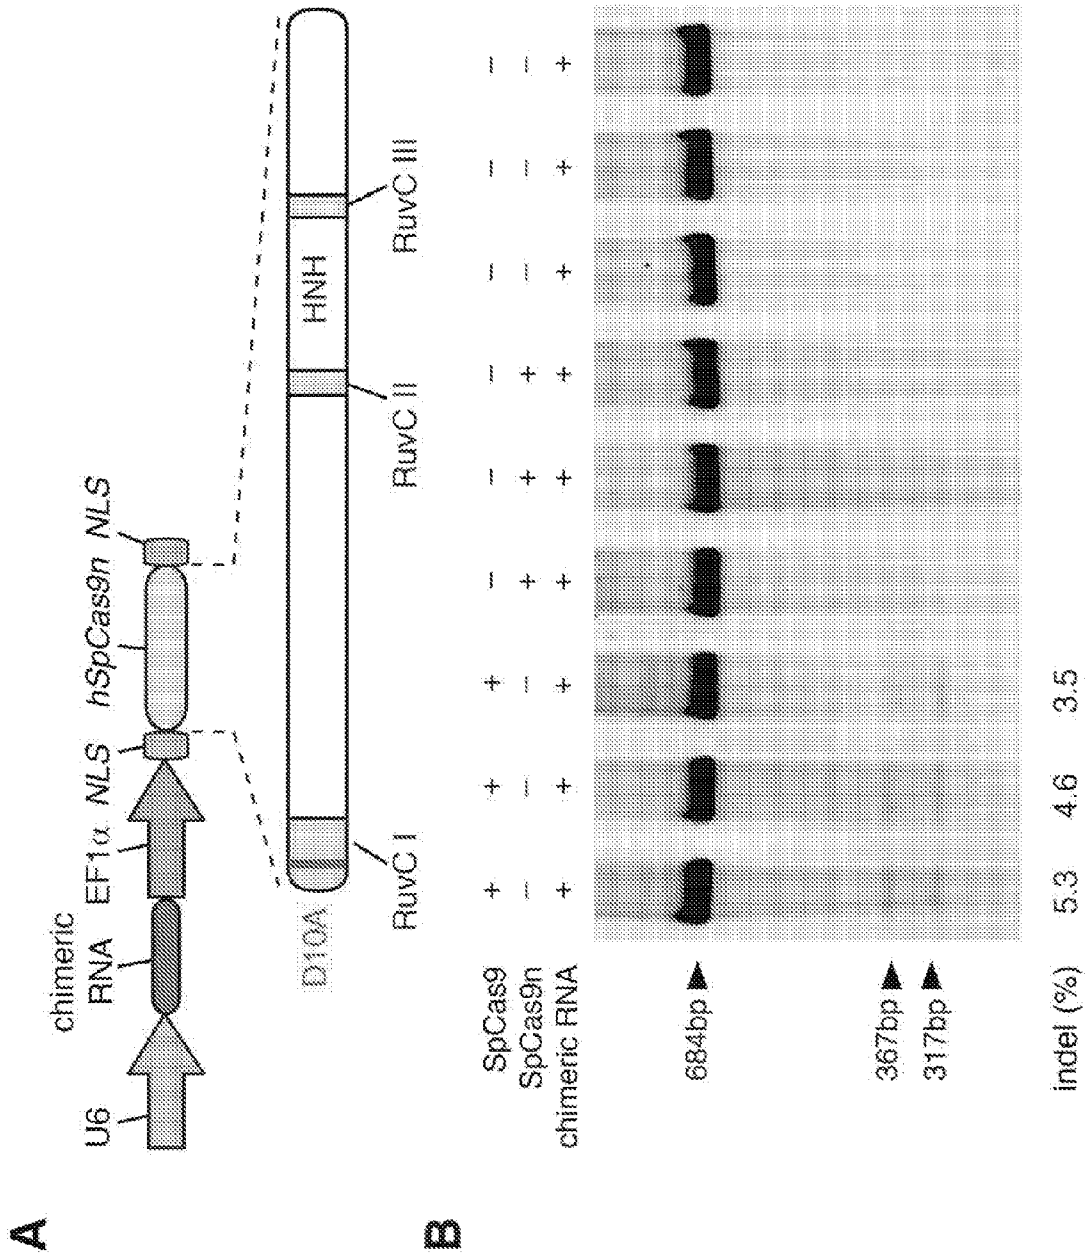 A
chimeric
U6 RNA EF1α NLS hSpCas9n NLS
D10A
HNH
RuvC I RuvC II RuvC III
B
SpCas9 + + + – – – – – –
SpCas9n – – – + + + – – –
chimeric RNA + + + + + + + + +
684bp
367bp
317bp
indel (%) 5.3 4.6 3.5